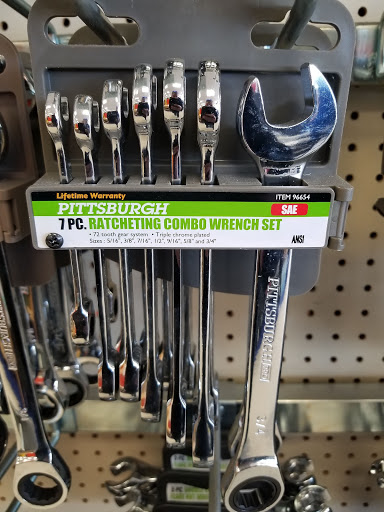 Lifetime Warranty
ITEM 96654
PITTSBURGH
SAE
7 PC. RATCHETING COMBO WRENCH SET
• 72 tooth gear system • Triple chrome plated
ANSI
Sizes : 5/16", 3/8", 7/16", 1/2", 9/16", 5/8" and 3/4"
PITTSBURGH
3/4